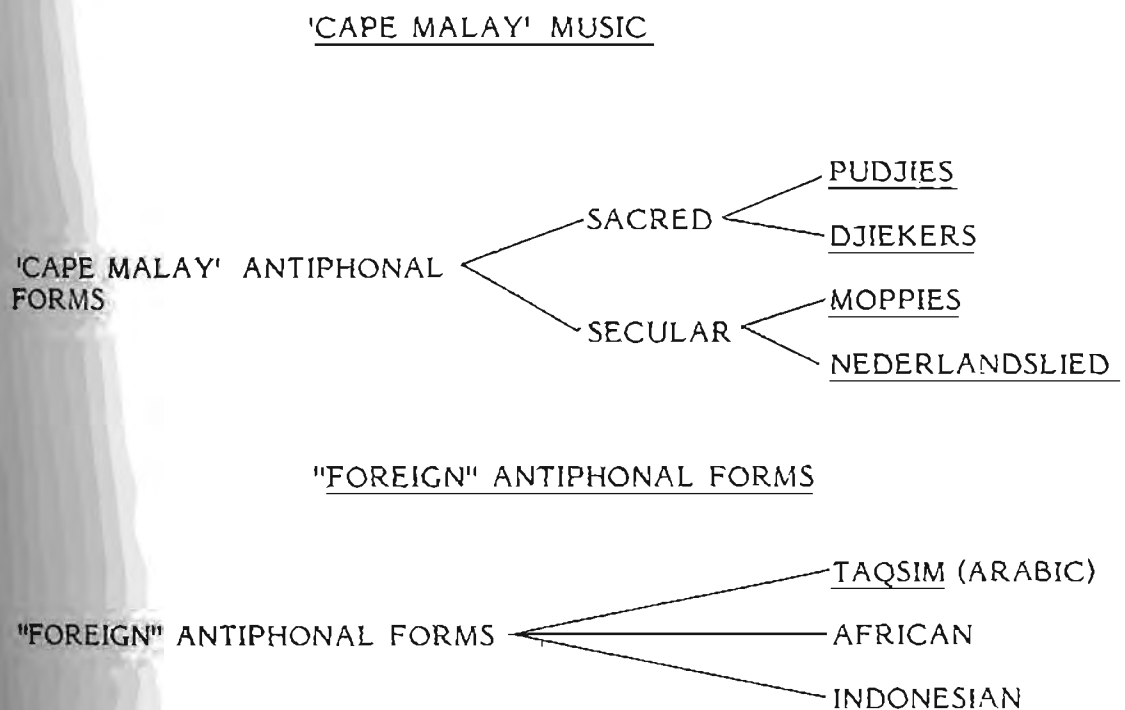 'CAPE MALAY' MUSIC
PUDJIES
SACRED
DJIEKERS
'CAPE MALAY' ANTIPHONAL
FORMS
MOPPIES
SECULAR
NEDERLANDSLIED
"FOREIGN" ANTIPHONAL FORMS
TAQSIM (ARABIC)
"FOREIGN" ANTIPHONAL FORMS
AFRICAN
INDONESIAN